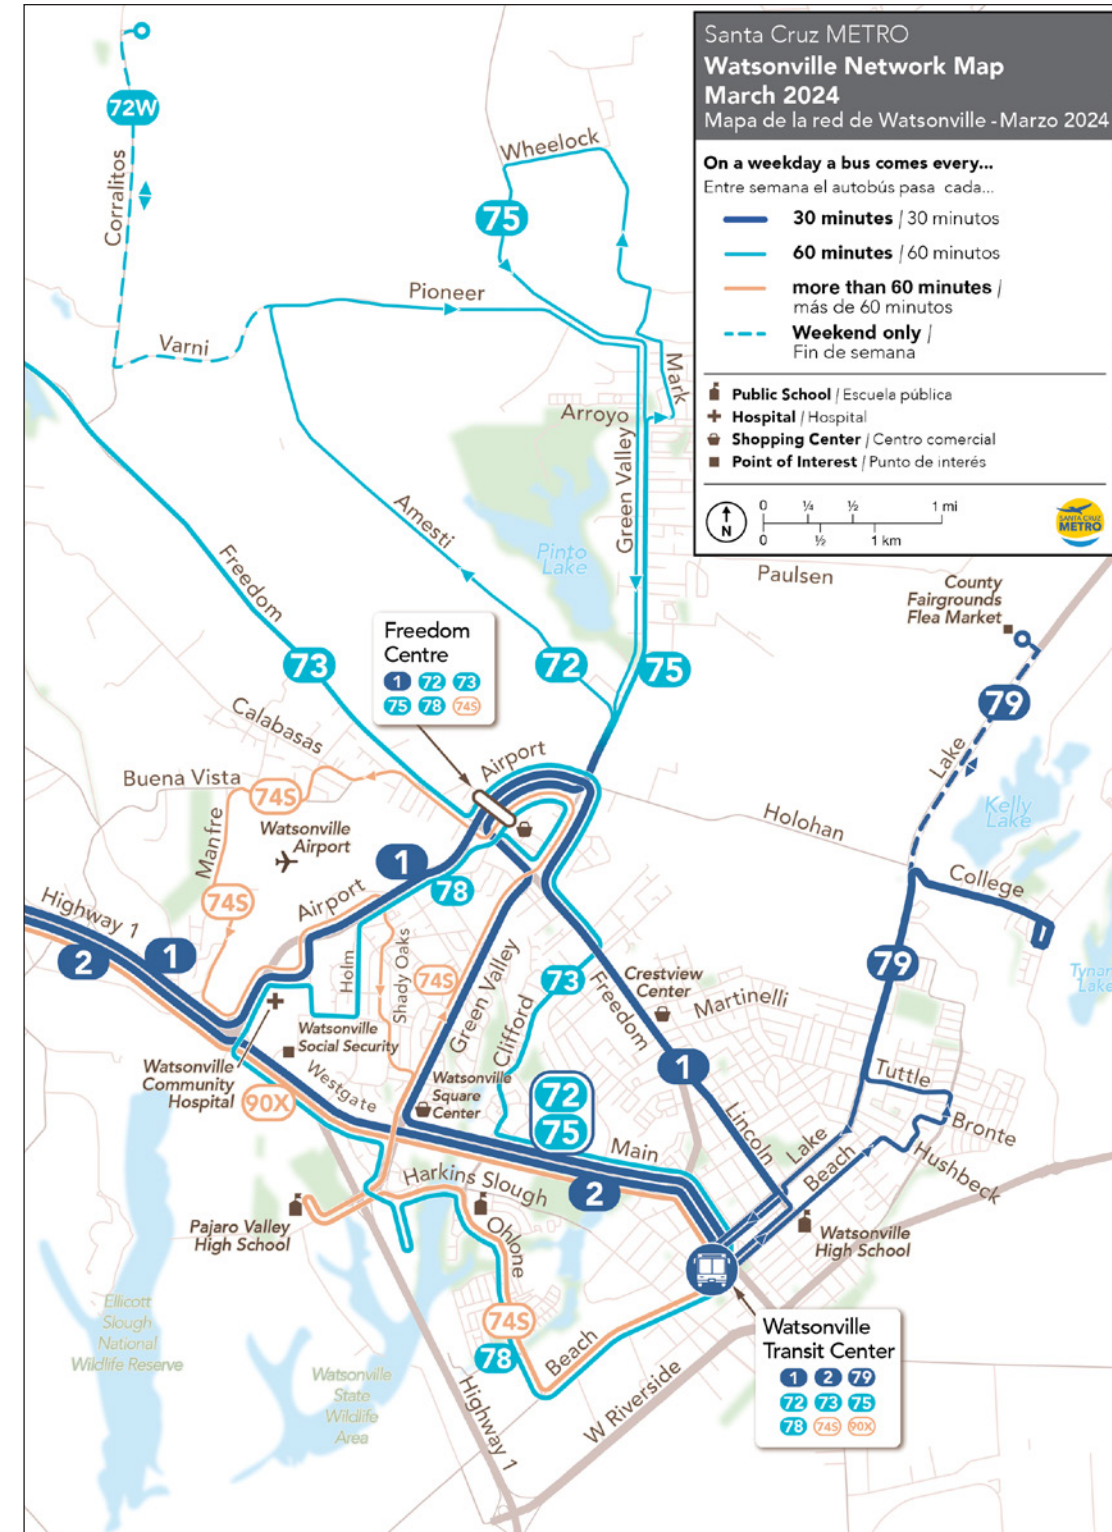 Santa Cruz METRO
Watsonville Network Map
March 2024
Mapa de la red de Watsonville - Marzo 2024
On a weekday a bus comes every...
Entre semana el autobús pasa cada...
30 minutes / 30 minutos
60 minutes / 60 minutos
more than 60 minutes /
más de 60 minutos
Weekend only /
Fin de semana
Public School / Escuela pública
Hospital / Hospital
Shopping Center / Centro comercial
Point of Interest / Punto de interés
N
0 ¼ ½ 1 mi
0 ½ 1 km
SANTA CRUZ
METRO
72W
Corralitos
Wheelock
75
Pioneer
Varni
Mark
Arroyo
Green Valley
Amesti
Pinto
Lake
Freedom
Paulsen
County
Fairgrounds
Flea Market
Freedom
Centre
1 72 73
75 78 74S
73
72
75
79
Calabasas
Airport
Lake
Buena Vista
74S
Manfre
Watsonville
Airport
Holohan
Kelly
Lake
1
78
College
Highway 1
74S
Airport
2
1
Holm
Shady Oaks
74S
Green Valley
73
Clifford
Freedom
Crestview
Center
Martinelli
79
Tynan
Lake
Watsonville
Social Security
Westgate
Watsonville
Community
Hospital
90X
Watsonville
Square
Center
72
75
1
Tuttle
Main
Lincoln
Lake
Beach
Bronte
Hushbeck
Harkins Slough
2
Pajaro Valley
High School
Ohlone
Watsonville
High School
Ellicott
Slough
National
Wildlife Reserve
74S
78
Beach
Watsonville
State
Wildlife
Area
Highway 1
W Riverside
Watsonville
Transit Center
1 2 79
72 73 75
78 74S 90X